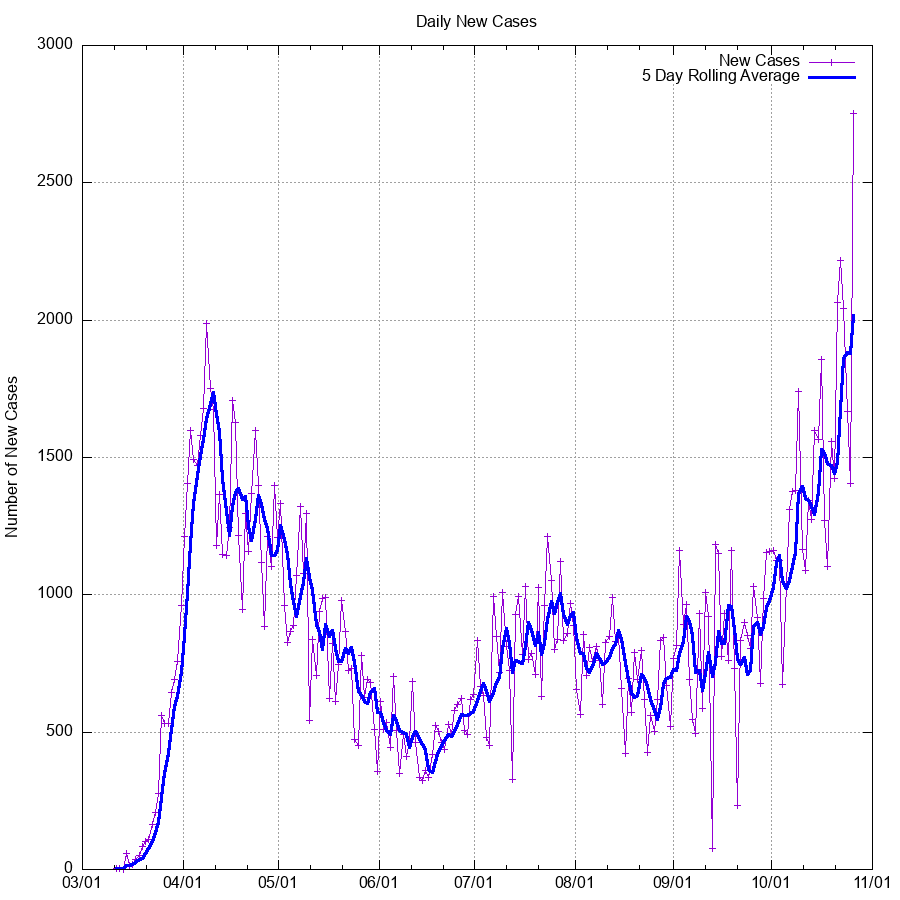 Daily New Cases
3000
2500
2000
1500
1000
500
0
Number of New Cases
New Cases
5 Day Rolling Average
03/01 04/01 05/01 06/01 07/01 08/01 09/01 10/01 11/01